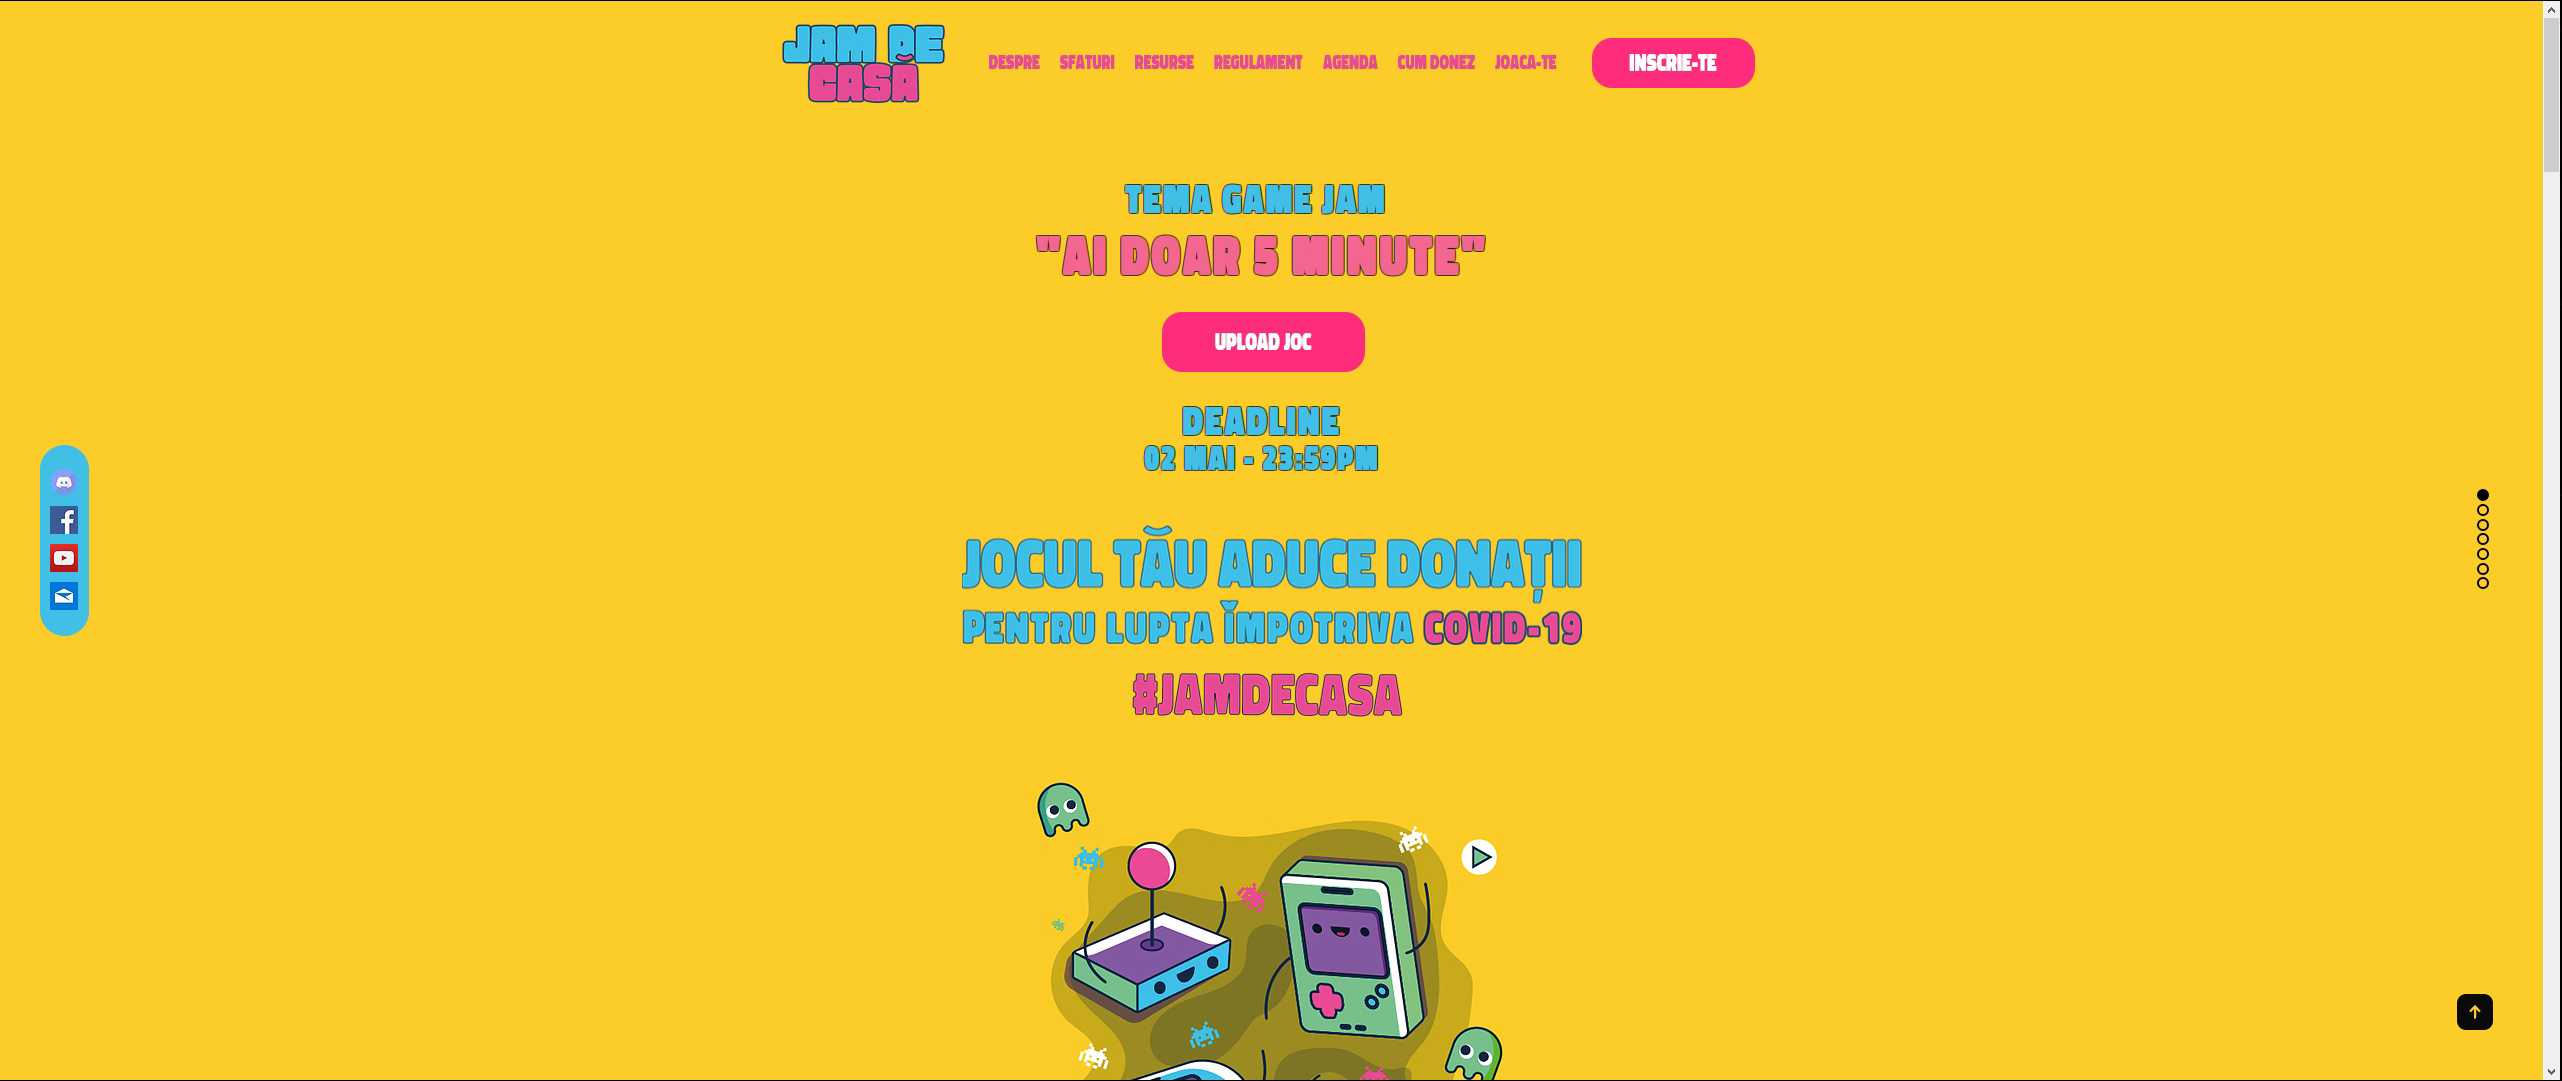 JAM DE
CASĂ
DESPRE SFATURI RESURSE REGULAMENT AGENDA CUM DONEZ JOACA-TE INSCRIE-TE
TEMA GAME JAM
"AI DOAR 5 MINUTE"
UPLOAD JOC
DEADLINE
02 MAI - 23:59PM
JOCUL TĂU ADUCE DONAȚII
PENTRU LUPTA ÎMPOTRIVA COVID-19
#JAMDECASA